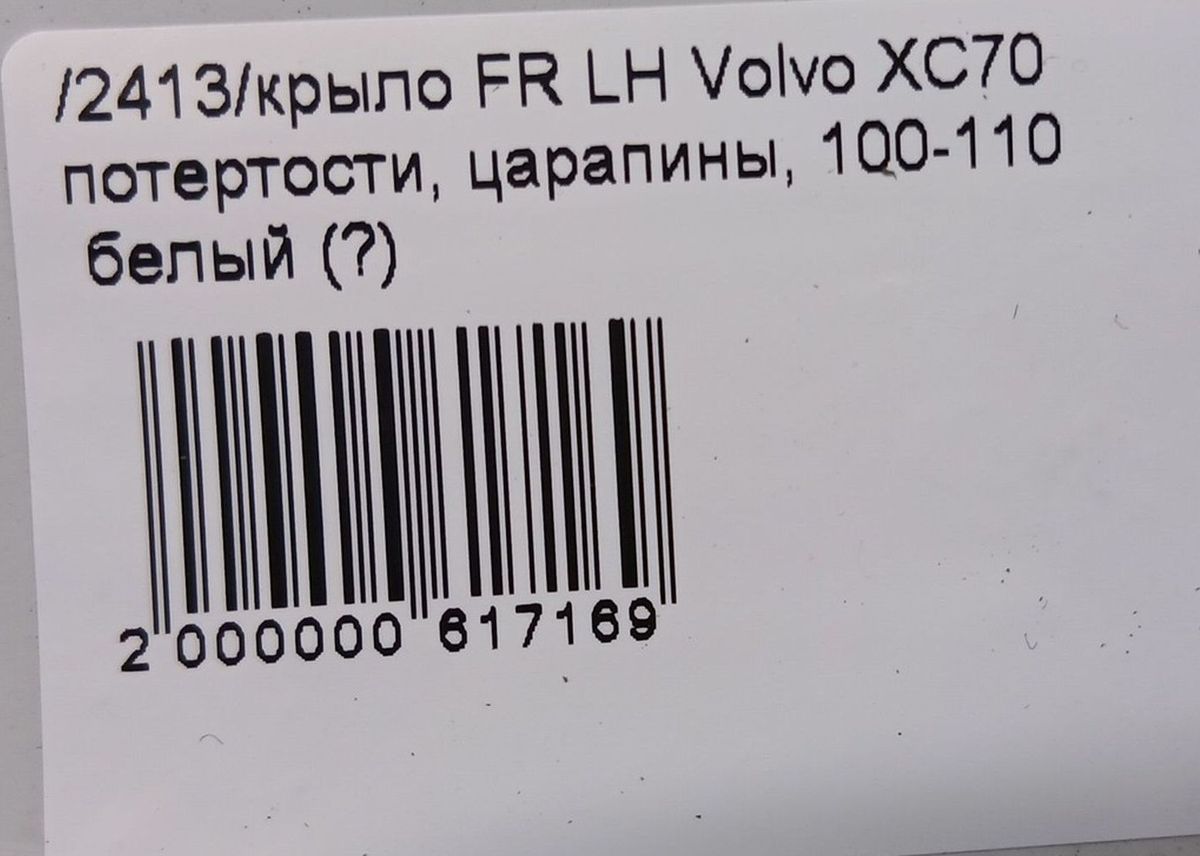 /2413/крыло FR LH Volvo XC70
потертости, царапины, 100-110
белый (?)
2 000000 617169